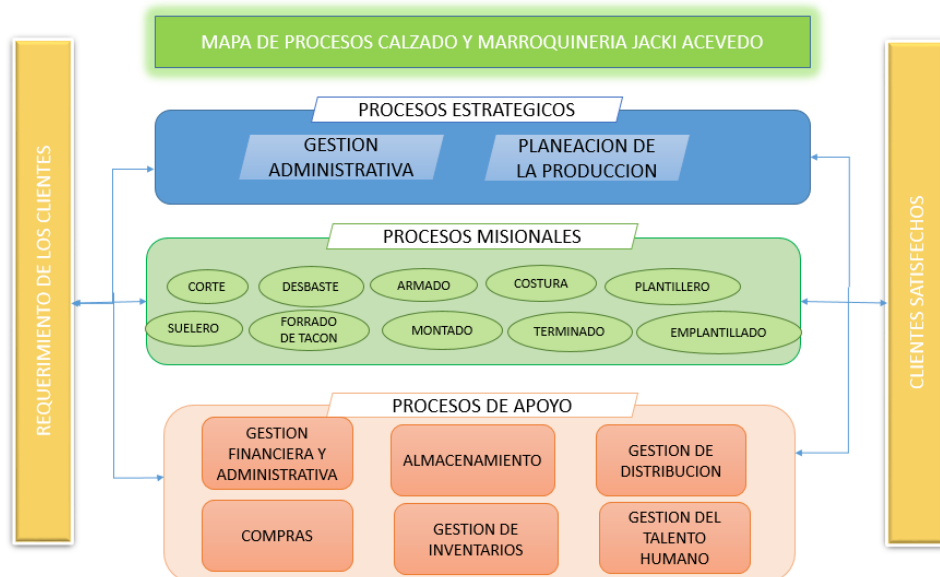 MAPA DE PROCESOS CALZADO Y MARROQUINERIA JACKI ACEVEDO
REQUERIMIENTO DE LOS CLIENTES
PROCESOS ESTRATEGICOS
GESTION
ADMINISTRATIVA
PLANEACION DE
LA PRODUCCION
PROCESOS MISIONALES
CORTE
DESBASTE
ARMADO
COSTURA
PLANTILLERO
SUELERO
FORRADO
DE TACON
MONTADO
TERMINADO
EMPLANTILLADO
PROCESOS DE APOYO
GESTION
FINANCIERA Y
ADMINISTRATIVA
ALMACENAMIENTO
GESTION DE
DISTRIBUCION
COMPRAS
GESTION DE
INVENTARIOS
GESTION DEL
TALENTO
HUMANO
CLIENTES SATISFECHOS